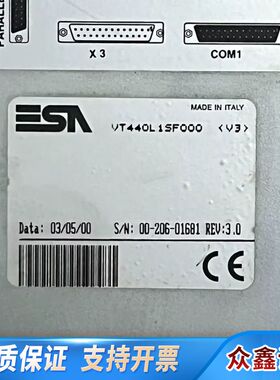 PARALLEL
X 3
COM1
ESA
MADE IN ITALY
VT440L1SF000 <V3>
Data: 03/05/00 S/N: 00-206-01681 REV:3.0
CE
质保证 支持开票
众鑫